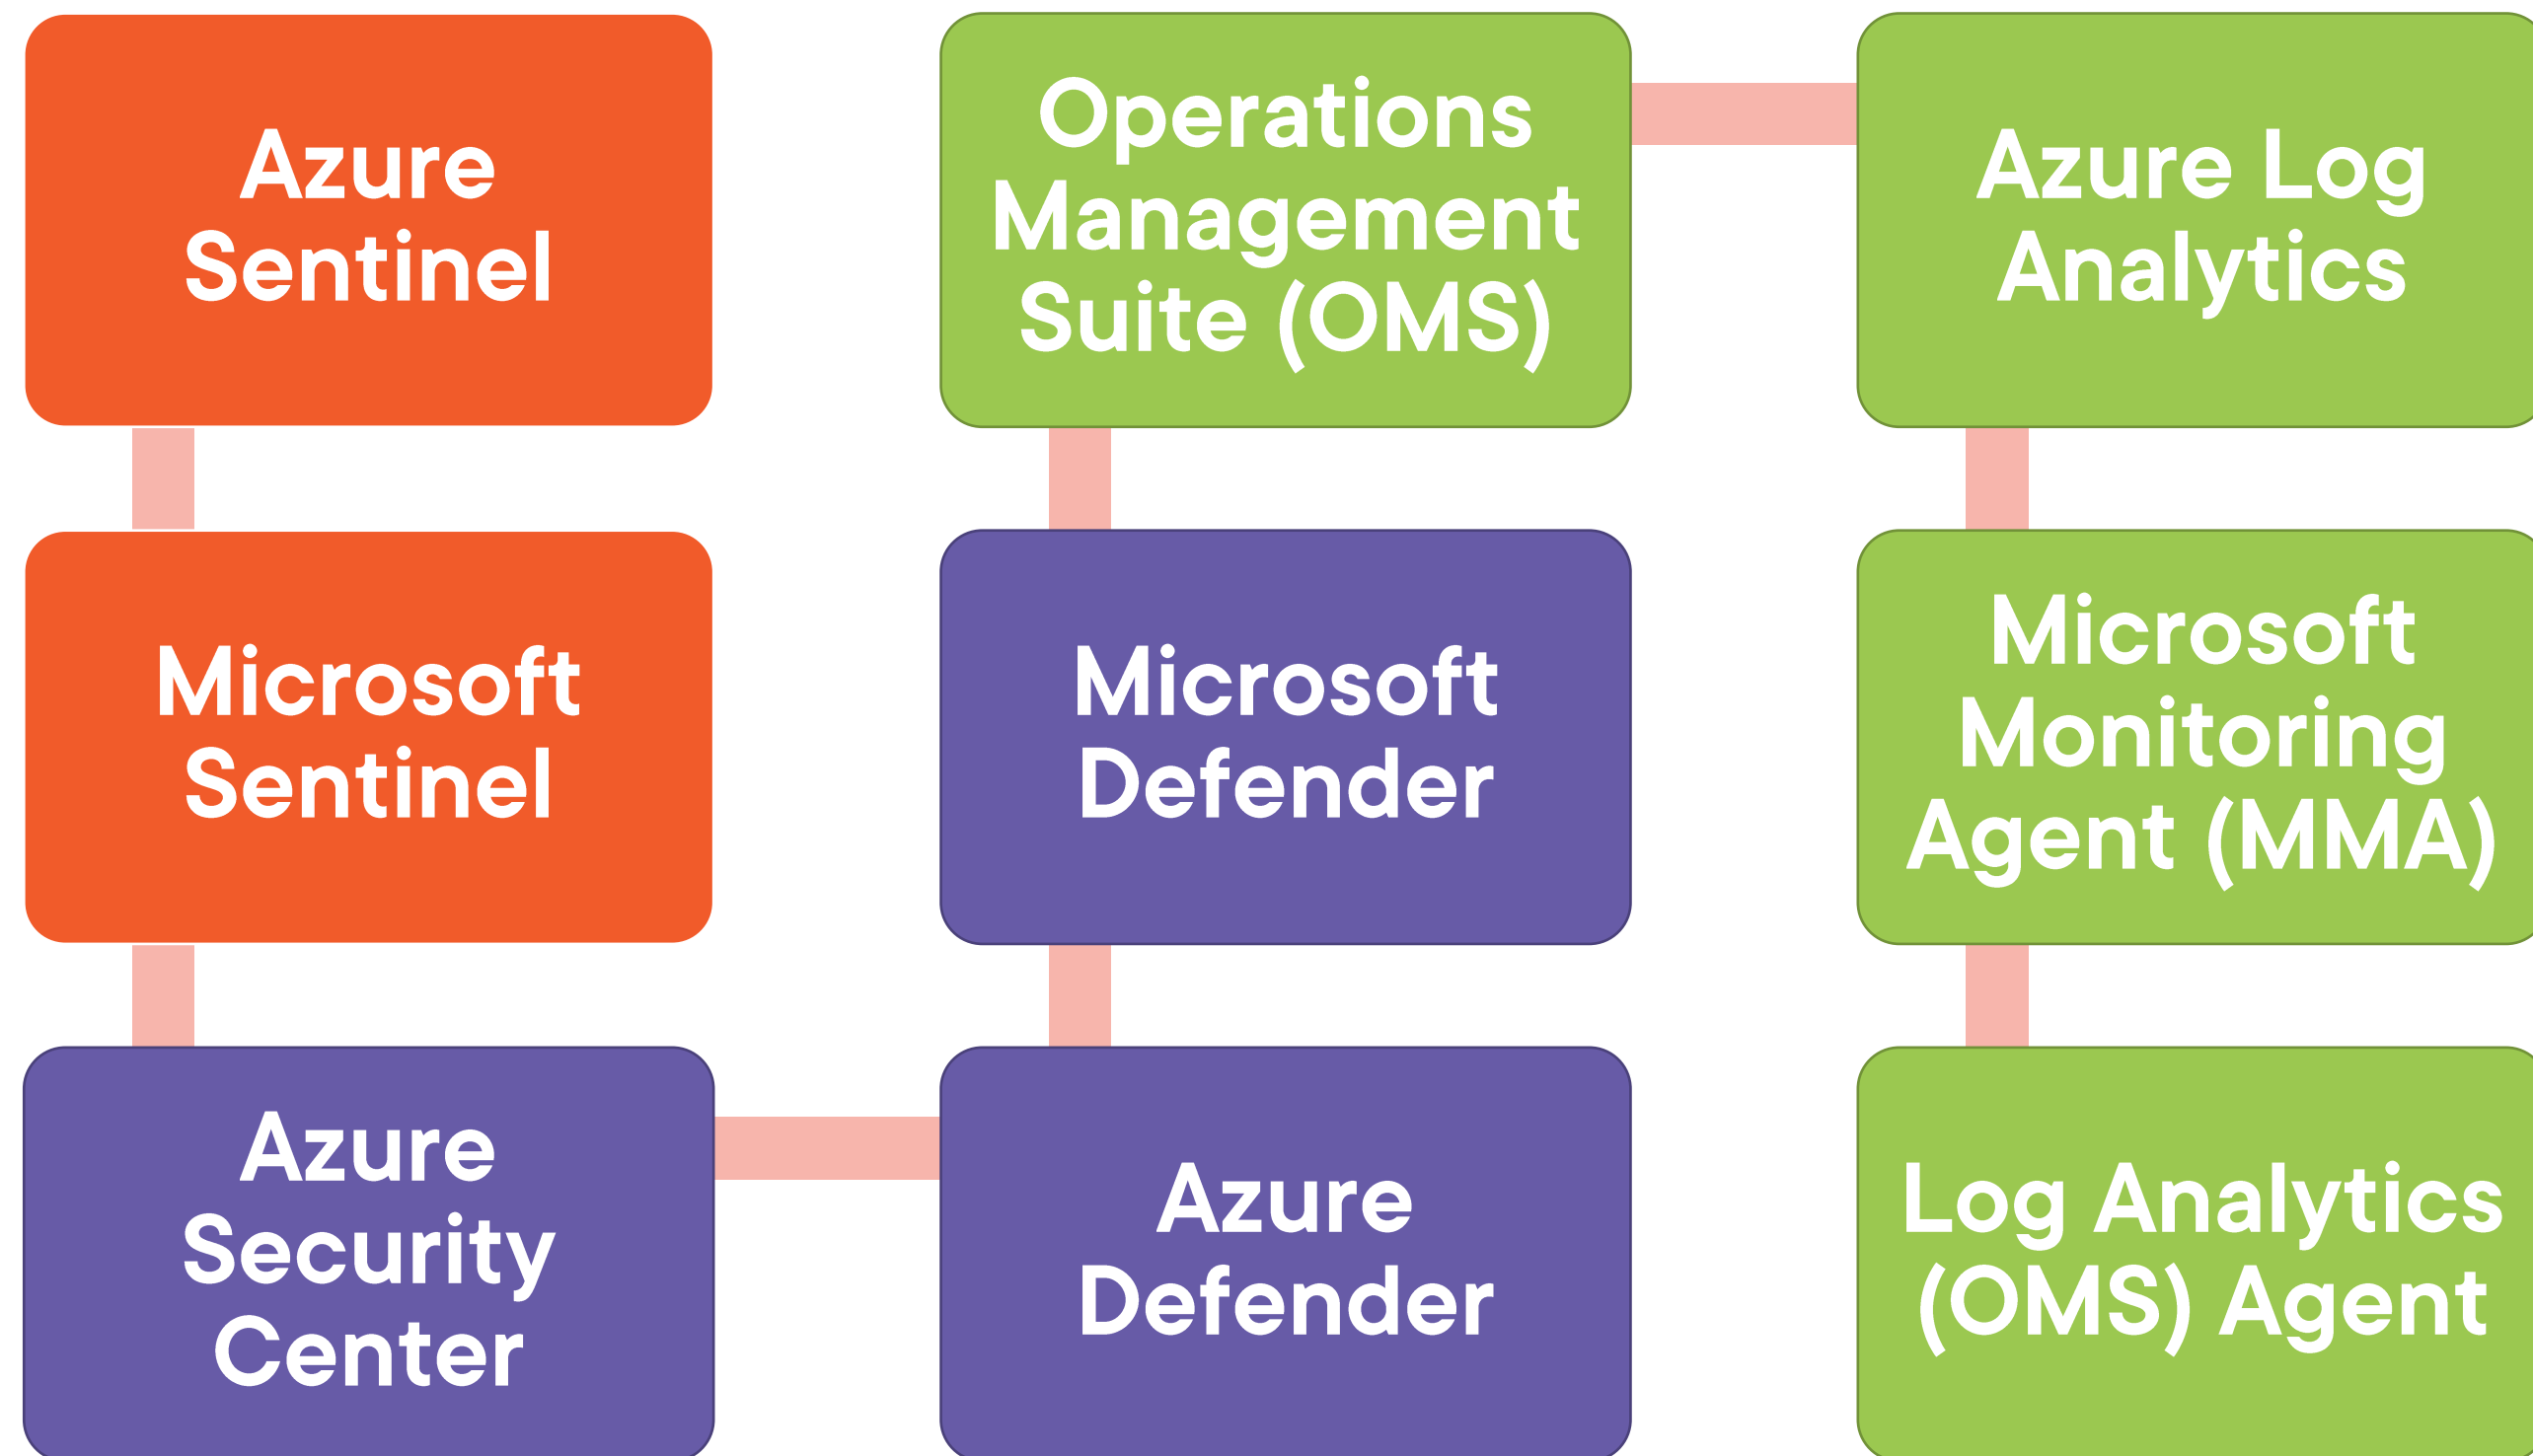 Azure
Sentinel
Microsoft
Sentinel
Azure
Security
Center
Azure
Defender
Microsoft
Defender
Operations
Management
Suite (OMS)
Azure Log
Analytics
Microsoft
Monitoring
Agent (MMA)
Log Analytics
(OMS) Agent